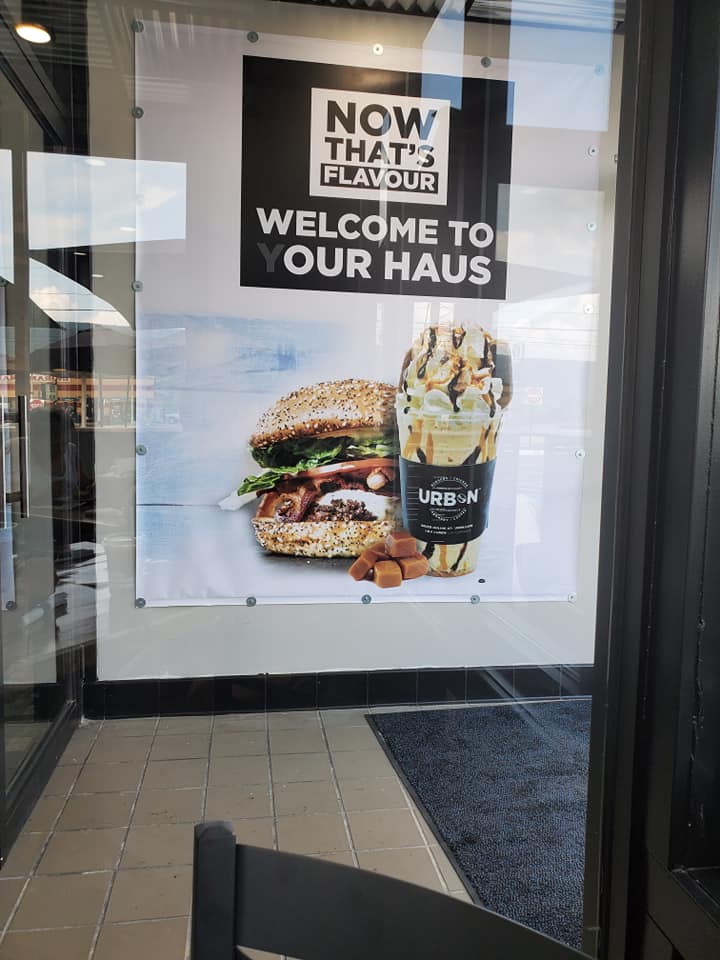 NOW
THAT'S
FLAVOUR
WELCOME TO
YOUR HAUS
URBON